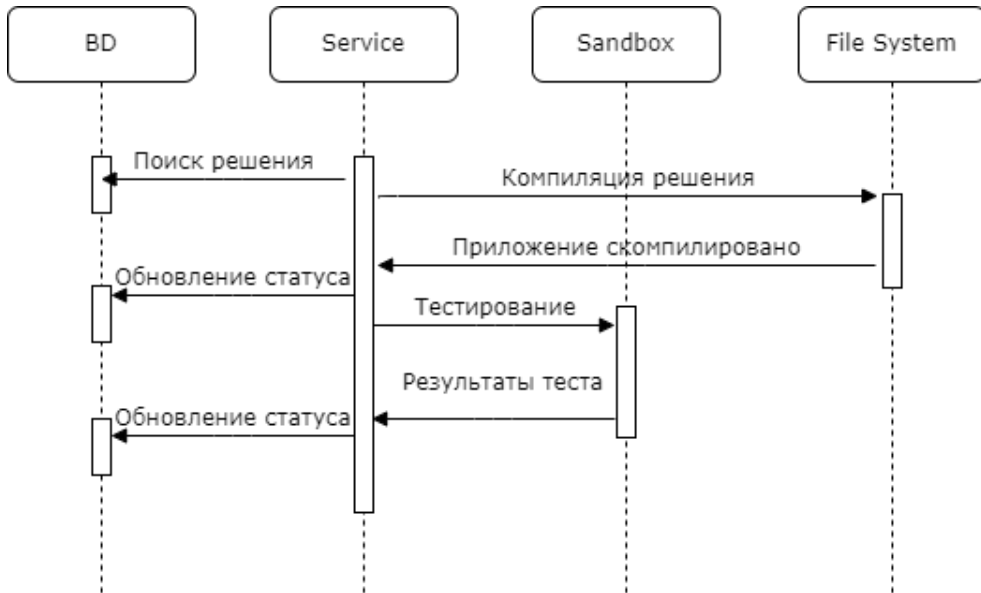 BD
Service
Sandbox
File System
Поиск решения
Компиляция решения
Приложение скомпилировано
Обновление статуса
Тестирование
Результаты теста
Обновление статуса